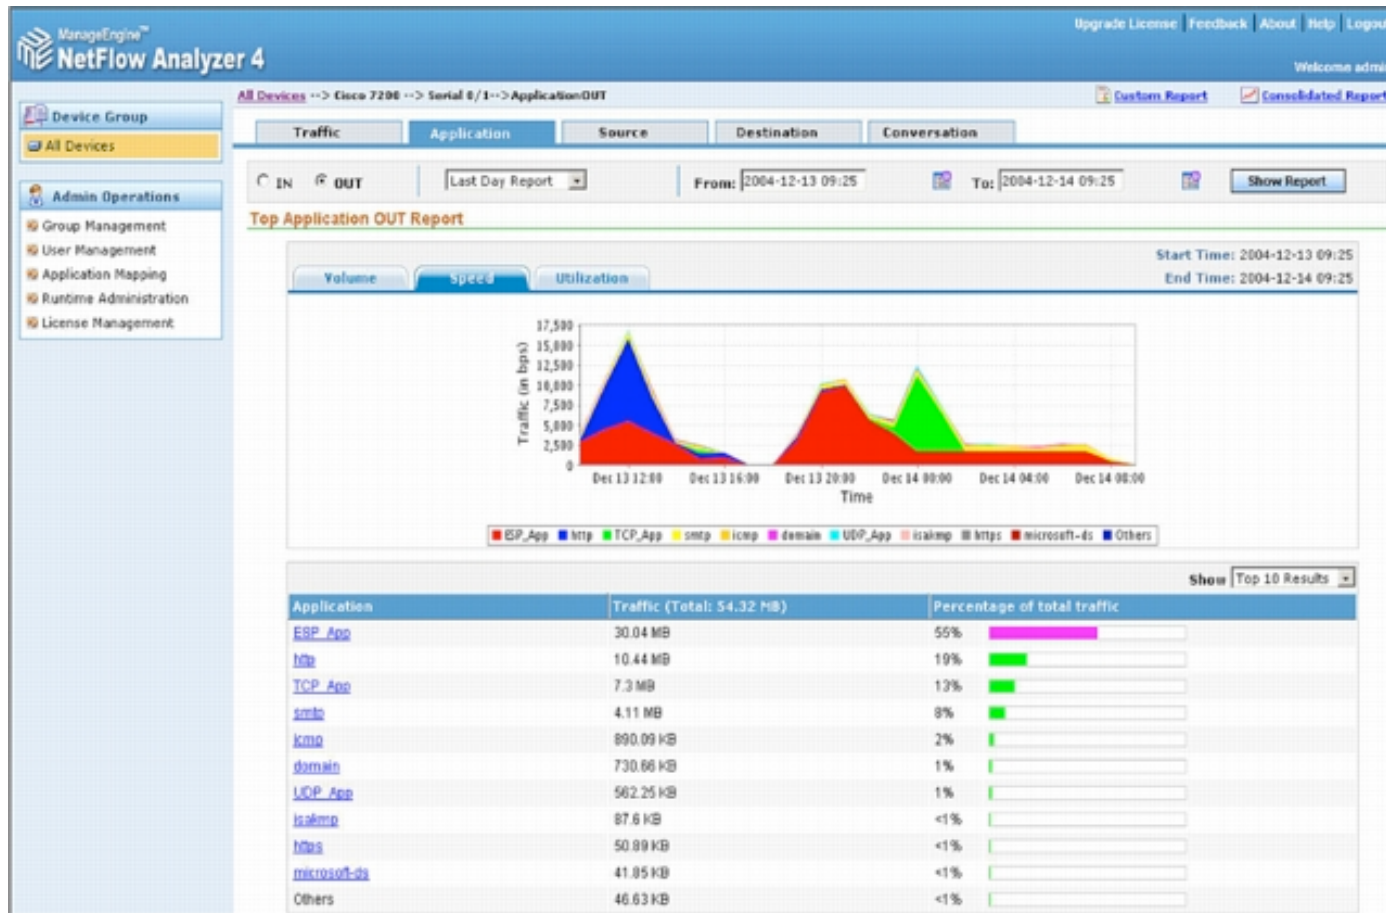 ManageEngine™
NetFlow Analyzer 4
Upgrade License | Feedback | About | Help | Logou
Welcome admi
Device Group
All Devices
Admin Operations
Group Management
User Management
Application Mapping
Runtime Administration
License Management
All Devices --> Cisco 7200 --> Serial 0/1-->ApplicationOUT
Custom Report Consolidated Report
Traffic Application Source Destination Conversation
IN OUT Last Day Report From: 2004-12-13 09:25 To: 2004-12-14 09:25 Show Report
Top Application OUT Report
Start Time: 2004-12-13 09:25
End Time: 2004-12-14 09:25
Volume Speed Utilization
Traffic (in bps)
17,500
15,000
12,500
10,000
7,500
5,000
2,500
0
Dec 13 12:00 Dec 13 16:00 Dec 13 20:00 Dec 14 00:00 Dec 14 04:00 Dec 14 08:00
Time
ESP_App http TCP_App smtp icmp domain UDP_App isakmp https microsoft-ds Others
Show Top 10 Results
Application Traffic (Total: 54.32 MB) Percentage of total traffic
ESP_App 30.04 MB 55%
http 10.44 MB 19%
TCP_App 7.3 MB 13%
smtp 4.11 MB 8%
icmp 890.09 KB 2%
domain 730.66 KB 1%
UDP_App 562.25 KB 1%
isakmp 87.6 KB <1%
https 50.89 KB <1%
microsoft-ds 41.85 KB <1%
Others 46.63 KB <1%